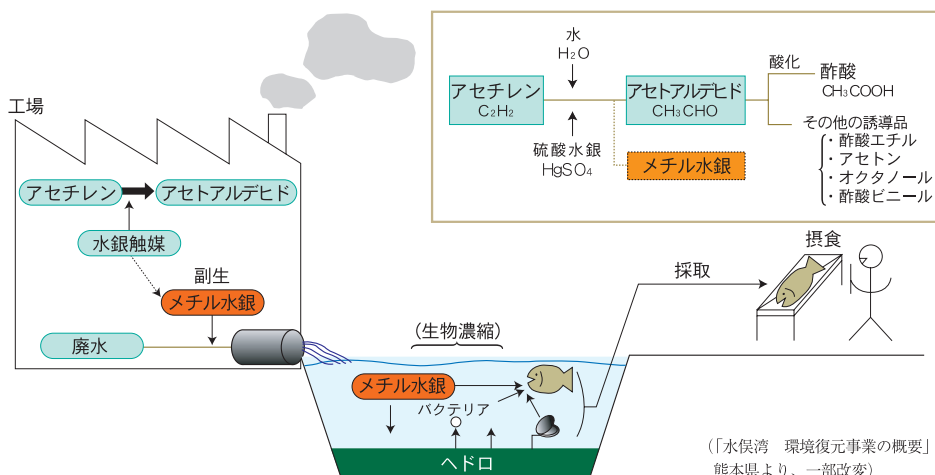 工場
アセチレン
アセトアルデヒド
水銀触媒
副生
メチル水銀
廃水
水
H2O
アセチレン
C2H2
アセトアルデヒド
CH3CHO
硫酸水銀
HgSO4
メチル水銀
酸化
酢酸
CH3COOH
その他の誘導品
・酢酸エチル
・アセトン
・オクタノール
・酢酸ビニール
摂食
採取
(生物濃縮)
メチル水銀
バクテリア
ヘドロ
(「水俣湾 環境復元事業の概要」
熊本県より、一部改変)